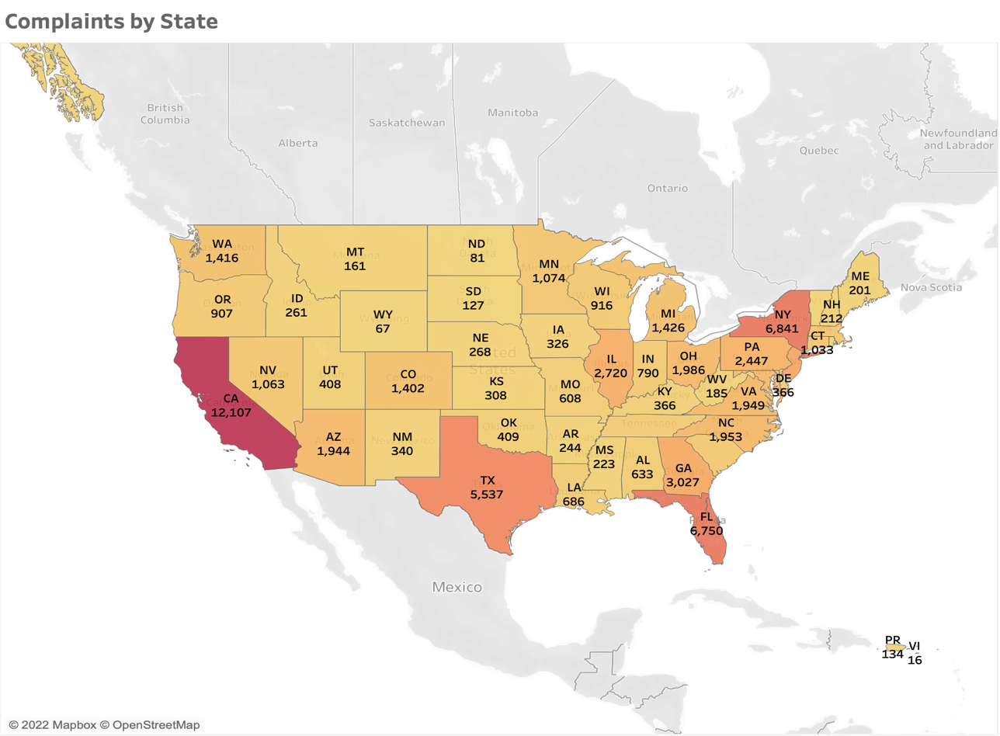 Complaints by State
British
Columbia
Alberta
Saskatchewan
Manitoba
Ontario
Quebec
Newfoundland
and Labrador
Nova Scotia
WA
1,416
MT
161
ND
81
MN
1,074
ME
201
OR
907
ID
261
WY
67
SD
127
WI
916
MI
1,426
NY
6,841
NH
212
CT
1,033
NE
268
IA
326
IL
2,720
IN
790
OH
1,986
PA
2,447
DE
366
NV
1,063
UT
408
CO
1,402
KS
308
MO
608
KY
366
WV
185
VA
1,949
CA
12,107
United
States
AZ
1,944
NM
340
OK
409
Oklahoma
AR
244
Tennessee
NC
1,953
TX
5,537
LA
686
MS
223
AL
633
GA
3,027
FL
6,750
Mexico
PR
134
VI
16
© 2022 Mapbox © OpenStreetMap